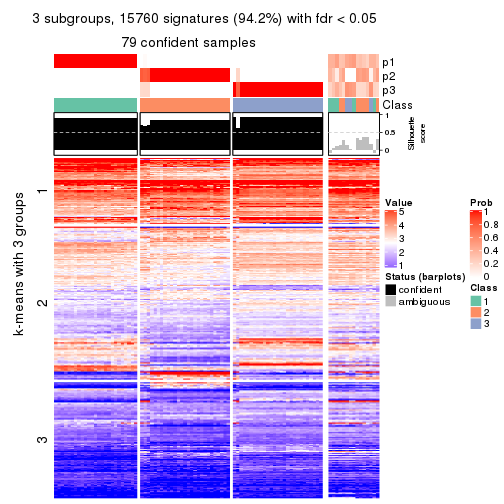 3 subgroups, 15760 signatures (94.2%) with fdr < 0.05
79 confident samples
p1
p2
p3
Class
1
0.5
0
Silhouette
score
k-means with 3 groups
1
2
3
Value
5
4
3
2
1
Status (barplots)
confident
ambiguous
Prob
1
0.8
0.6
0.4
0.2
0
Class
1
2
3